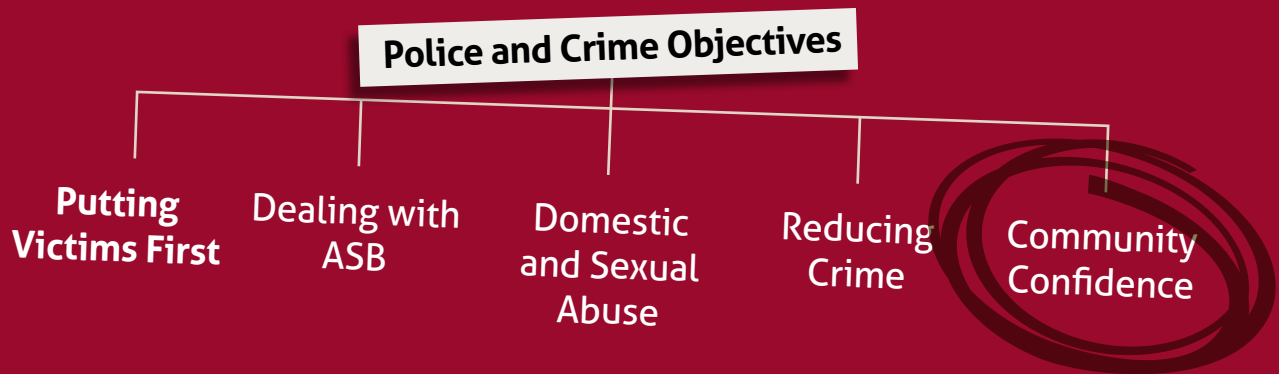 Police and Crime Objectives
Putting
Victims First
Dealing with
ASB
Domestic
and Sexual
Abuse
Reducing
Crime
Community
Confidence